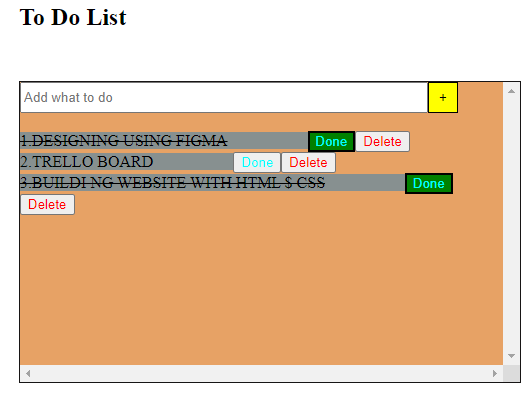 To Do List
Add what to do +
1.DESIGNING USING FIGMA Done Delete
2.TRELLO BOARD Done Delete
3.BUILDI NG WEBSITE WITH HTML $ CSS Done
Delete